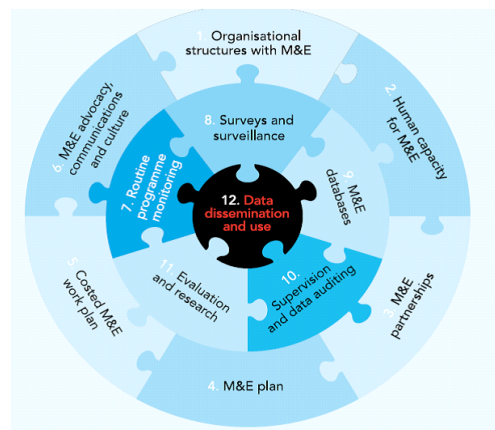 1. Organisational
structures with M&E
2. Human capacity
for M&E
3. M&E
partnerships
4. M&E plan
5. Costed M&E
work plan
6. M&E advocacy,
communications
and culture
7. Routine
programme
monitoring
8. Surveys and
surveillance
9. M&E
databases
10.
Supervision
and data auditing
11. Evaluation
and research
12. Data
dissemination
and use